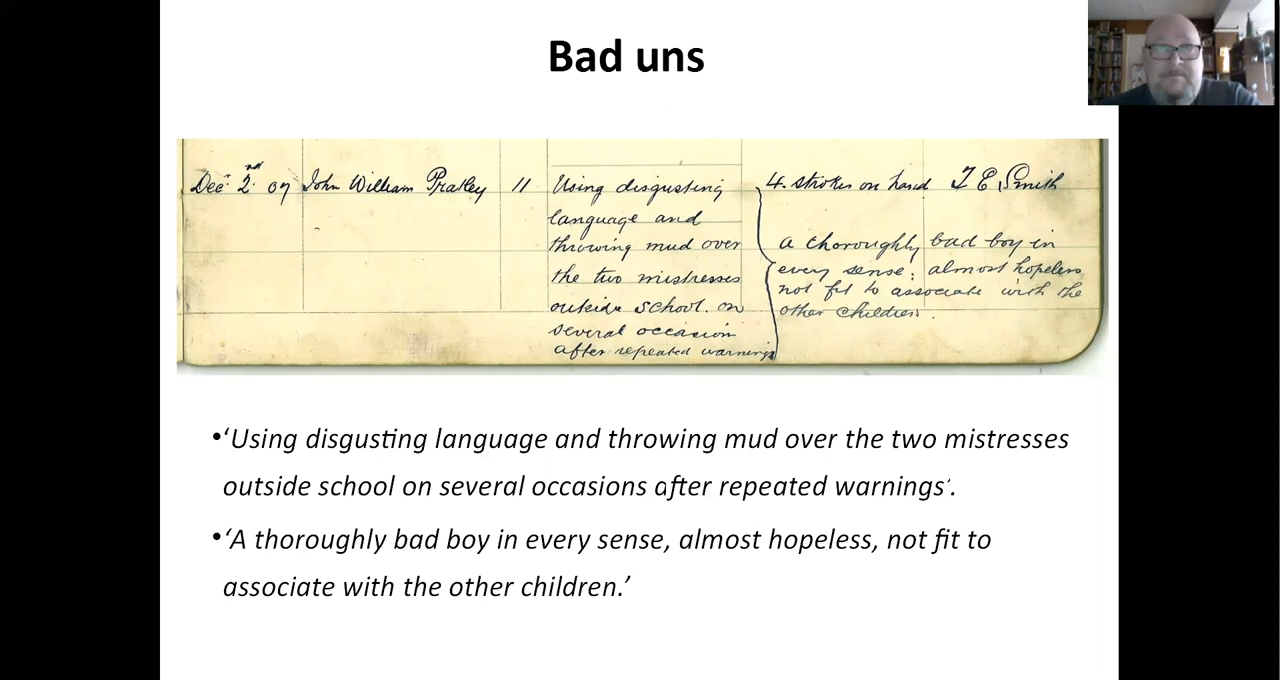 Bad uns
Dec. 2nd 07 John William Pratley 11 Using disgusting 4. strokes on hand T E Smith
language and
throwing mud over a thoroughly bad boy in
the two mistresses every sense; almost hopeless
outside school. on not fit to associate with the
several occasion other children.
after repeated warnings
•‘Using disgusting language and throwing mud over the two mistresses
outside school on several occasions after repeated warnings’.
•‘A thoroughly bad boy in every sense, almost hopeless, not fit to
associate with the other children.’